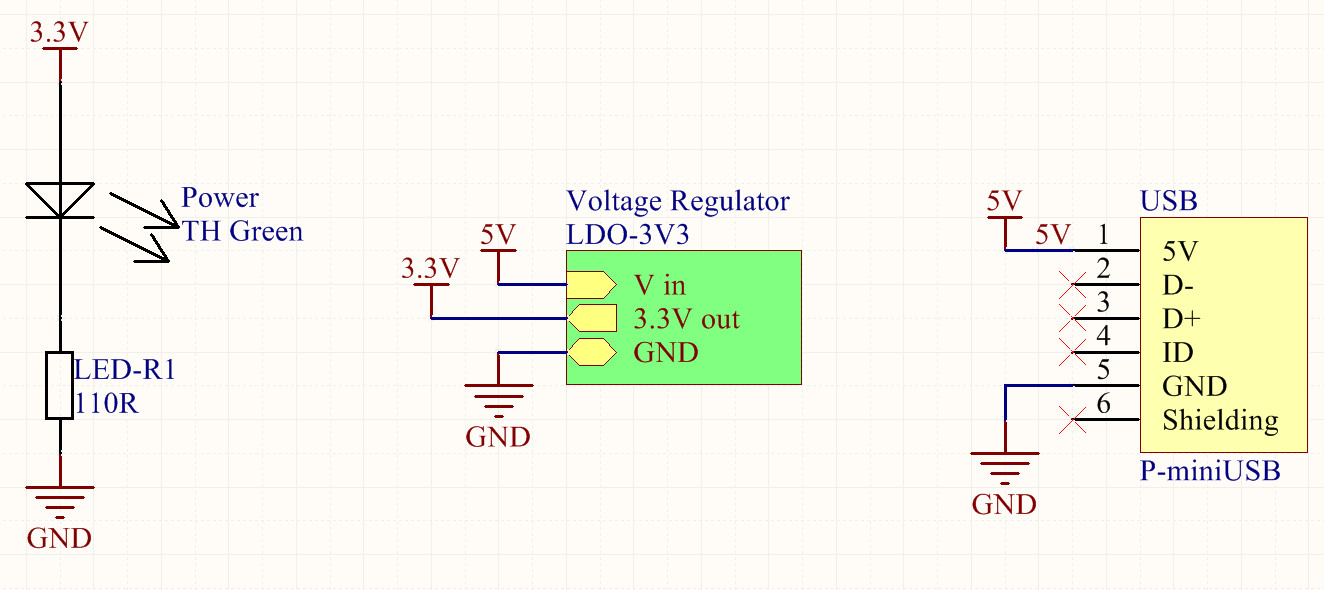 3.3V
Power
TH Green
LED-R1
110R
GND
Voltage Regulator
LDO-3V3
5V
3.3V
V in
3.3V out
GND
GND
USB
5V
5V
1
5V
2
D-
3
D+
4
ID
5
GND
6
Shielding
GND
P-miniUSB